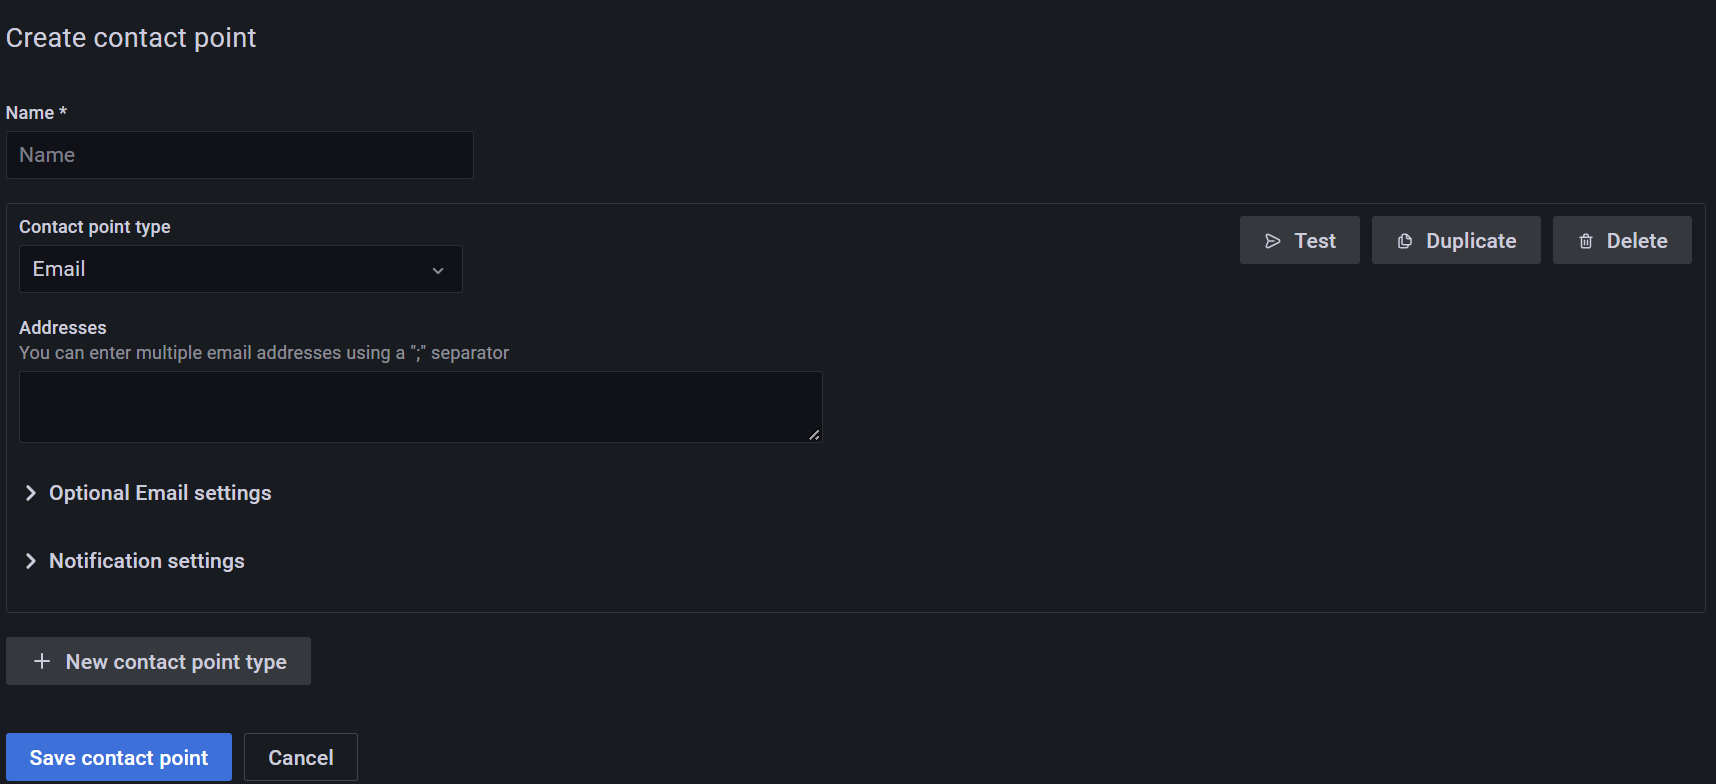 Create contact point
Name *
Name
Contact point type
Test
Duplicate
Delete
Email
Addresses
You can enter multiple email addresses using a ";" separator
Optional Email settings
Notification settings
New contact point type
Save contact point
Cancel